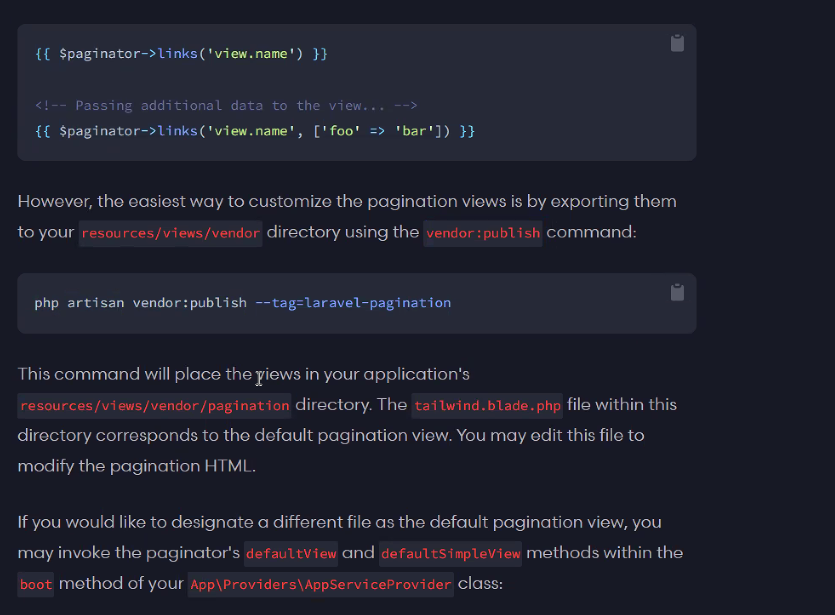 {{ $paginator->links('view.name') }}
<!-- Passing additional data to the view... -->
{{ $paginator->links('view.name', ['foo' => 'bar']) }}
However, the easiest way to customize the pagination views is by exporting them
to your resources/views/vendor directory using the vendor:publish command:
php artisan vendor:publish --tag=laravel-pagination
This command will place the views in your application's
resources/views/vendor/pagination directory. The tailwind.blade.php file within this
directory corresponds to the default pagination view. You may edit this file to
modify the pagination HTML.
If you would like to designate a different file as the default pagination view, you
may invoke the paginator's defaultView and defaultSimpleView methods within the
boot method of your App\Providers\AppServiceProvider class: